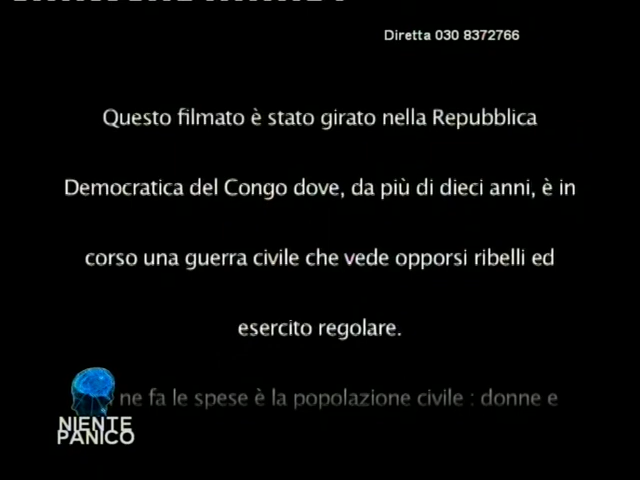 Diretta 030 8372766
Questo filmato è stato girato nella Repubblica
Democratica del Congo dove, da più di dieci anni, è in
corso una guerra civile che vede opporsi ribelli ed
esercito regolare.
ne fa le spese è la popolazione civile : donne e
NIENTE
PANICO